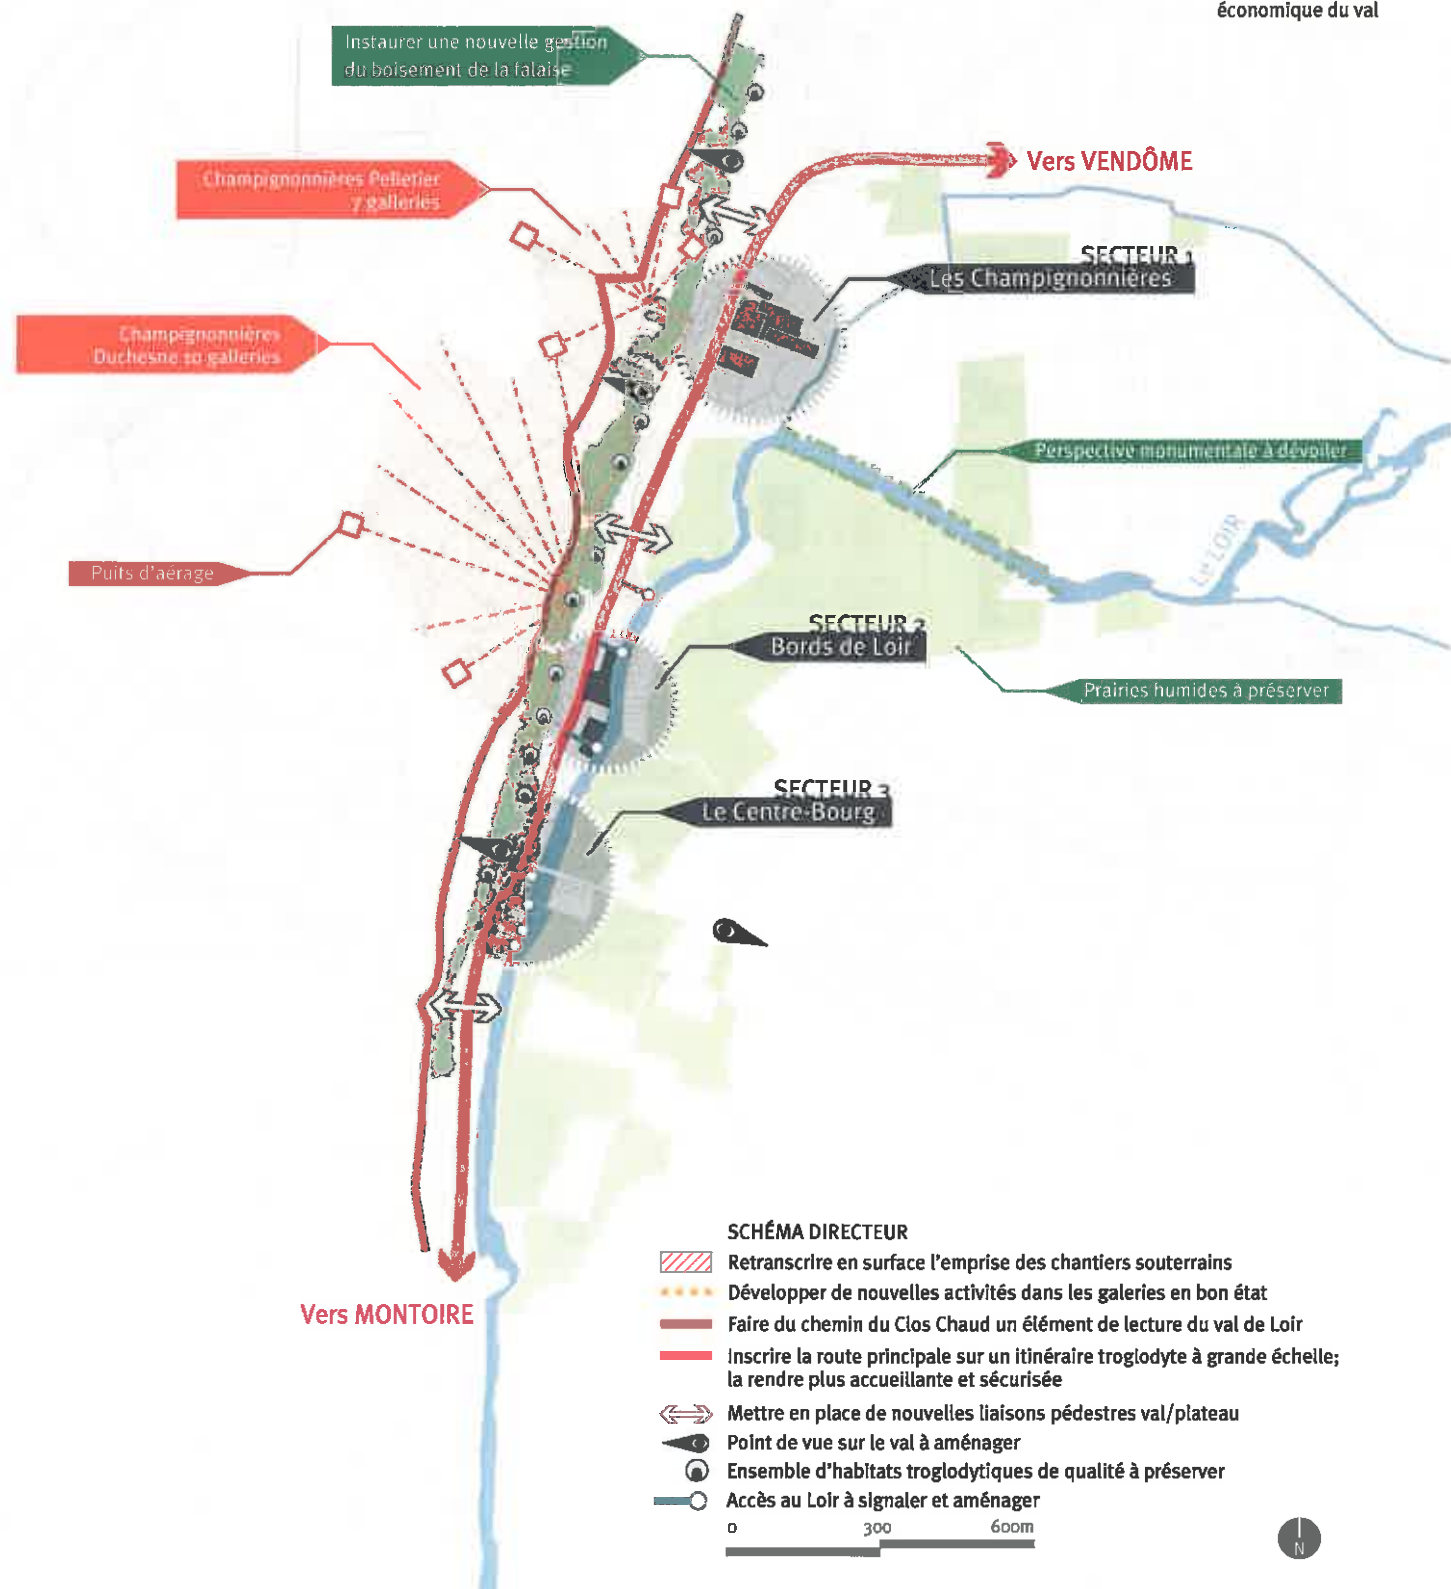 économique du val
Instaurer une nouvelle gestion
du boisement de la falaise
Vers VENDÔME
Champignonnières Pelletier
7 galleries
SECTEUR 1
Les Champignonnières
Champignonnières
Duchesne 10 galleries
Perspective monumentale à dévoiler
Le LOIR
Puits d'aérage
SECTEUR 2
Bords de Loir
Prairies humides à préserver
SECTEUR 3
Le Centre-Bourg
Vers MONTOIRE
SCHÉMA DIRECTEUR
Retranscrire en surface l'emprise des chantiers souterrains
Développer de nouvelles activités dans les galeries en bon état
Faire du chemin du Clos Chaud un élément de lecture du val de Loir
Inscrire la route principale sur un itinéraire troglodyte à grande échelle;
la rendre plus accueillante et sécurisée
Mettre en place de nouvelles liaisons pédestres val/plateau
Point de vue sur le val à aménager
Ensemble d'habitats troglodytiques de qualité à préserver
Accès au Loir à signaler et aménager
0 300 600m
N